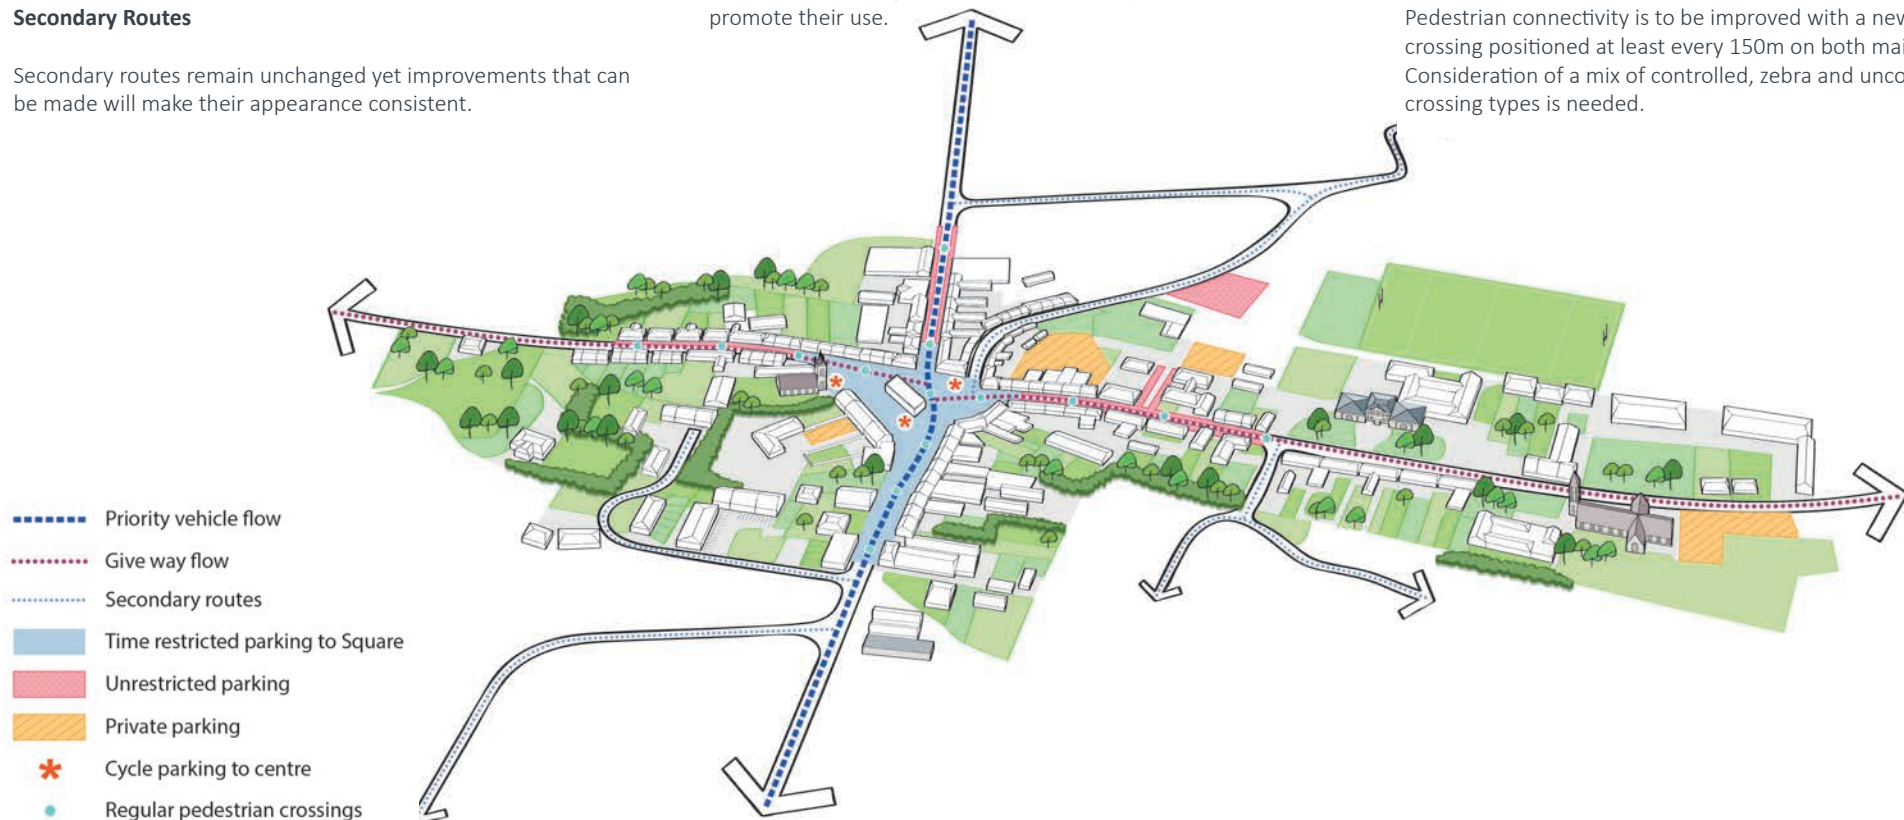 Secondary Routes
Secondary routes remain unchanged yet improvements that can
be made will make their appearance consistent.
promote their use.
Pedestrian connectivity is to be improved with a new
crossing positioned at least every 150m on both mai
Consideration of a mix of controlled, zebra and unco
crossing types is needed.
Priority vehicle flow
Give way flow
Secondary routes
Time restricted parking to Square
Unrestricted parking
Private parking
Cycle parking to centre
Regular pedestrian crossings